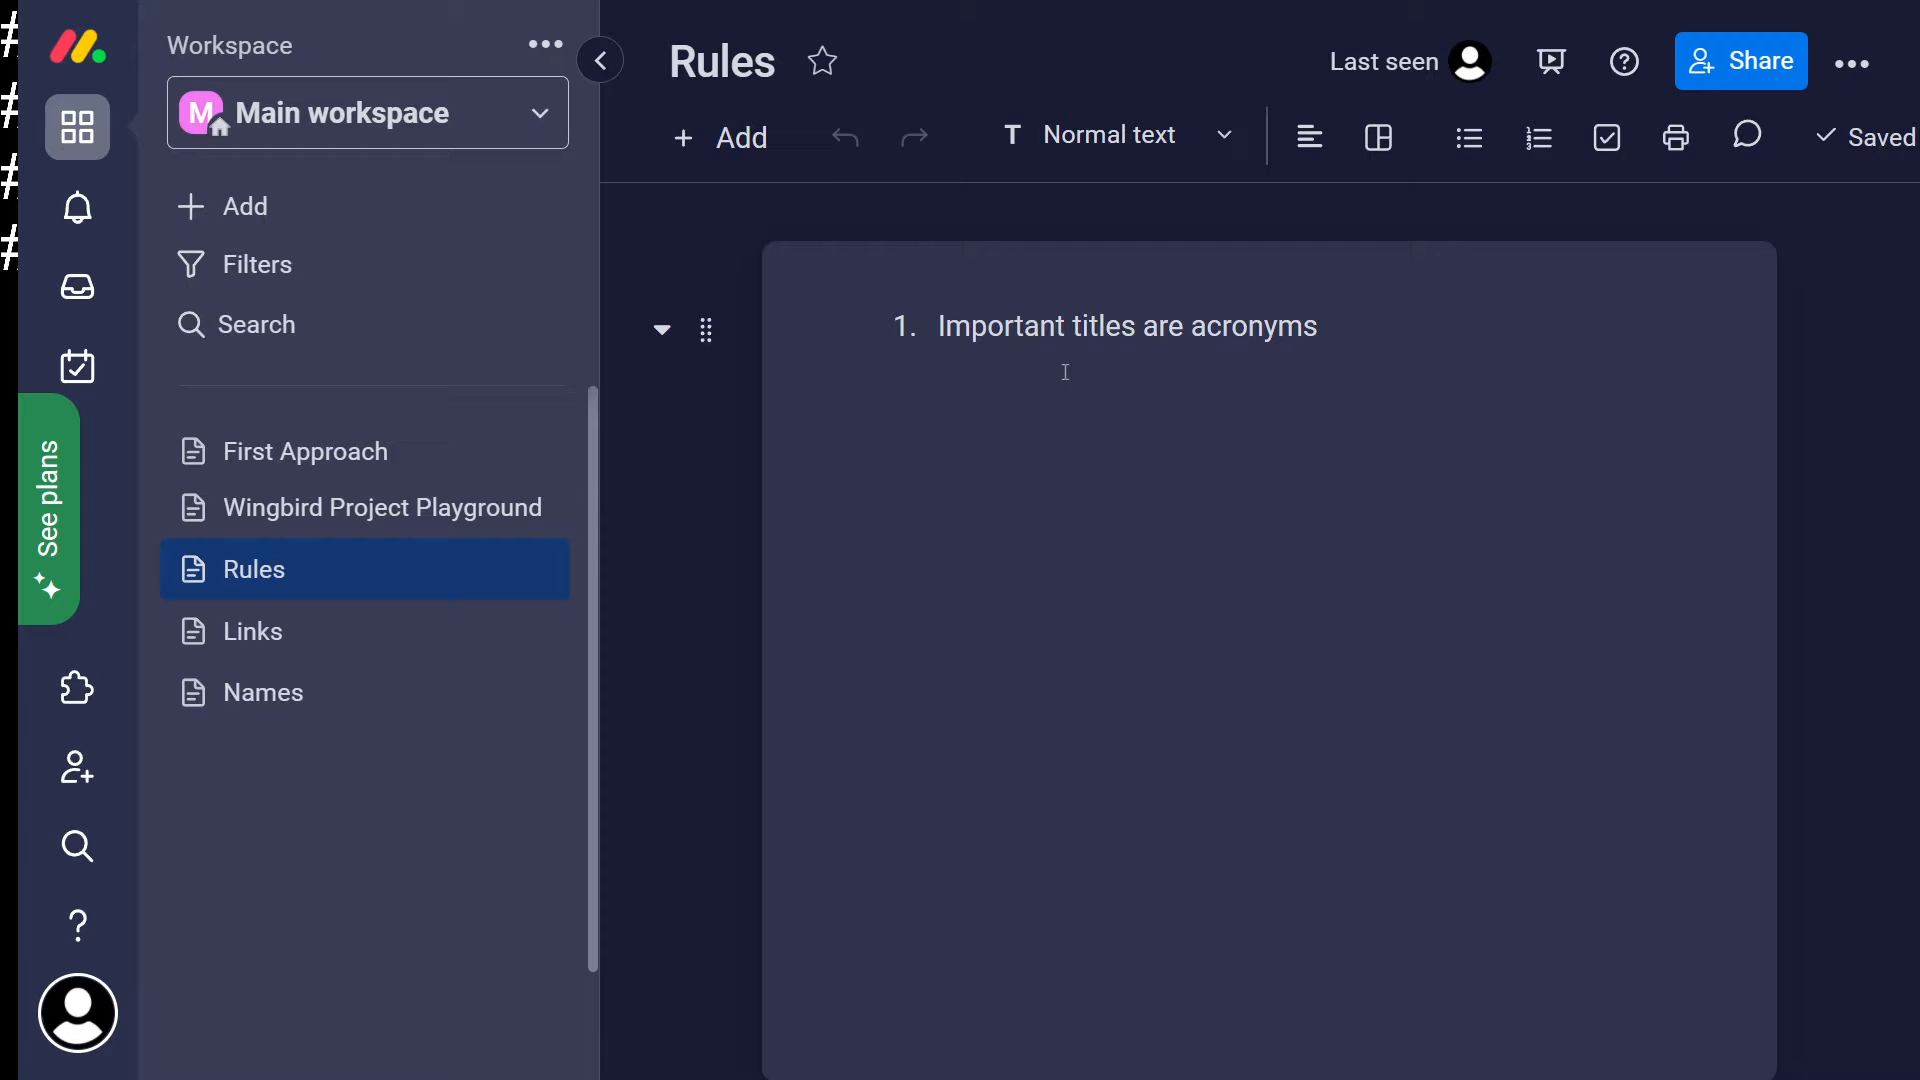 #
#
#
#
Workspace
M Main workspace
Add
Filters
Search
See plans
First Approach
Wingbird Project Playground
Rules
Links
Names
Rules
Last seen
Share
+ Add
T Normal text
Saved
1. Important titles are acronyms